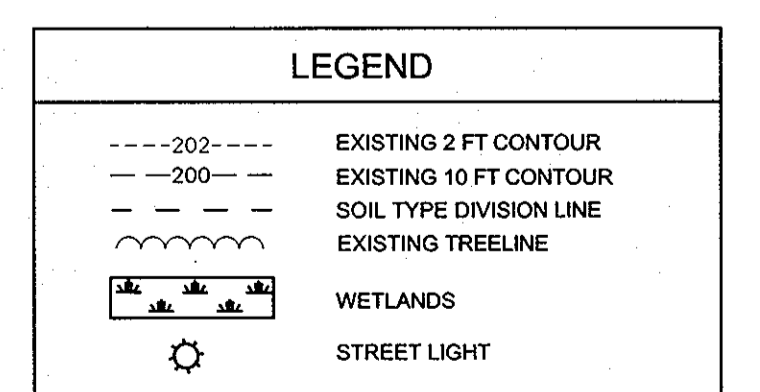 LEGEND
----202---- EXISTING 2 FT CONTOUR
— —200— — EXISTING 10 FT CONTOUR
SOIL TYPE DIVISION LINE
EXISTING TREELINE
WETLANDS
STREET LIGHT